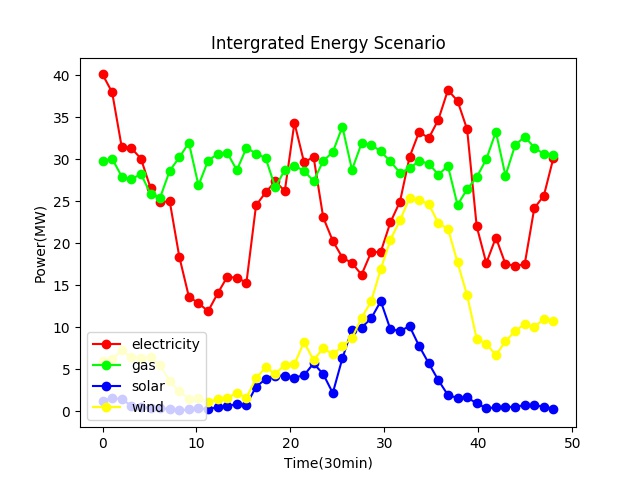 Intergrated Energy Scenario
Power(MW)
40
35
30
25
20
15
10
5
0
electricity
gas
solar
wind
0 10 20 30 40 50
Time(30min)